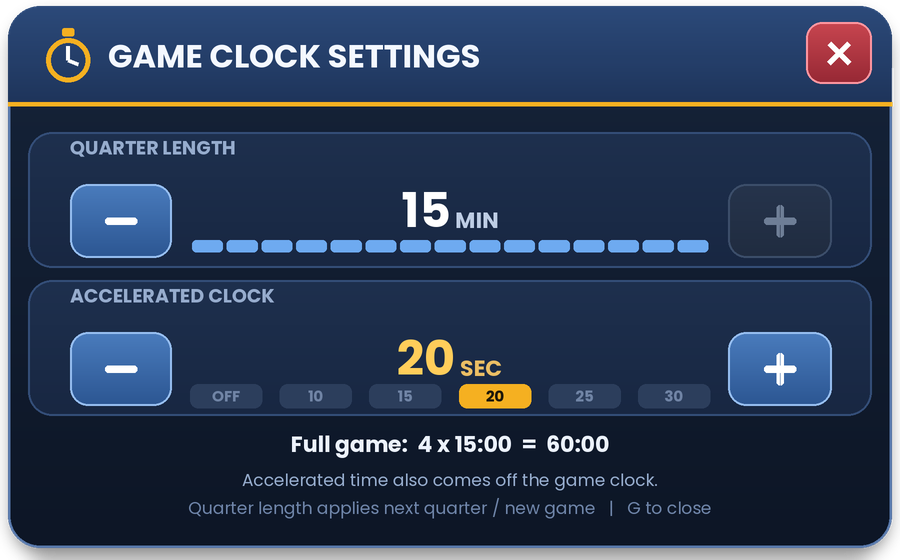 GAME CLOCK SETTINGS
QUARTER LENGTH
15 MIN
ACCELERATED CLOCK
20 SEC
OFF 10 15 20 25 30
Full game: 4 x 15:00 = 60:00
Accelerated time also comes off the game clock.
Quarter length applies next quarter / new game | G to close